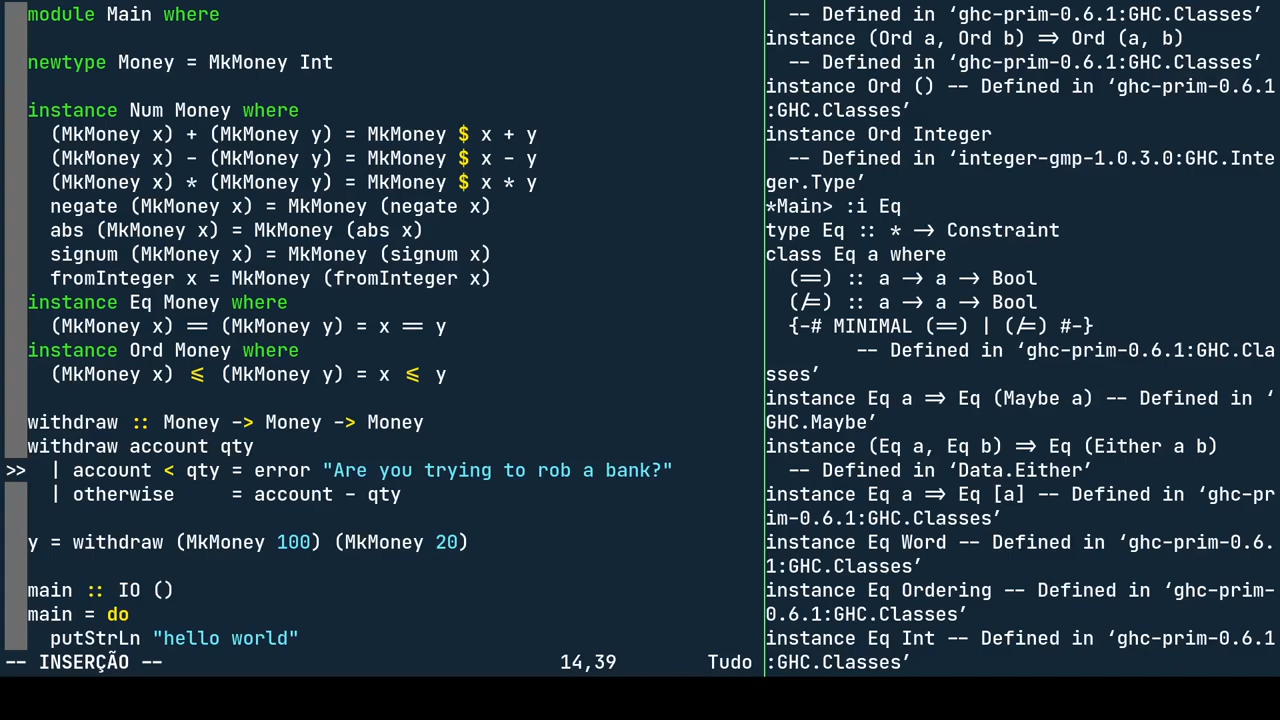 module Main where
newtype Money = MkMoney Int
instance Num Money where
(MkMoney x) + (MkMoney y) = MkMoney $ x + y
(MkMoney x) - (MkMoney y) = MkMoney $ x - y
(MkMoney x) * (MkMoney y) = MkMoney $ x * y
negate (MkMoney x) = MkMoney (negate x)
abs (MkMoney x) = MkMoney (abs x)
signum (MkMoney x) = MkMoney (signum x)
fromInteger x = MkMoney (fromInteger x)
instance Eq Money where
(MkMoney x) == (MkMoney y) = x == y
instance Ord Money where
(MkMoney x) <= (MkMoney y) = x <= y
withdraw :: Money -> Money -> Money
withdraw account qty
>> | account < qty = error "Are you trying to rob a bank?"
| otherwise     = account - qty
y = withdraw (MkMoney 100) (MkMoney 20)
main :: IO ()
main = do
putStrLn "hello world"
-- INSERÇÃO -- 14,39 Tudo
-- Defined in ‘ghc-prim-0.6.1:GHC.Classes’
instance (Ord a, Ord b) => Ord (a, b)
-- Defined in ‘ghc-prim-0.6.1:GHC.Classes’
instance Ord () -- Defined in ‘ghc-prim-0.6.1
:GHC.Classes’
instance Ord Integer
-- Defined in ‘integer-gmp-1.0.3.0:GHC.Inte
ger.Type’
*Main> :i Eq
type Eq :: * -> Constraint
class Eq a where
(==) :: a -> a -> Bool
(/=) :: a -> a -> Bool
{-# MINIMAL (==) | (/=) #-}
-- Defined in ‘ghc-prim-0.6.1:GHC.Cla
sses’
instance Eq a => Eq (Maybe a) -- Defined in ‘
GHC.Maybe’
instance (Eq a, Eq b) => Eq (Either a b)
-- Defined in ‘Data.Either’
instance Eq a => Eq [a] -- Defined in ‘ghc-pr
im-0.6.1:GHC.Classes’
instance Eq Word -- Defined in ‘ghc-prim-0.6.
1:GHC.Classes’
instance Eq Ordering -- Defined in ‘ghc-prim-
0.6.1:GHC.Classes’
instance Eq Int -- Defined in ‘ghc-prim-0.6.1
:GHC.Classes’